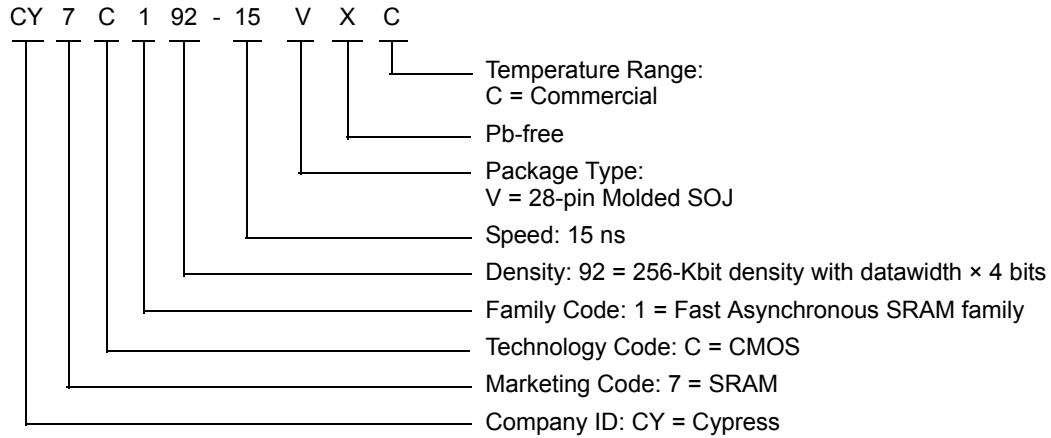 CY 7 C 1 92 - 15 V X C
Temperature Range:
C = Commercial
Pb-free
Package Type:
V = 28-pin Molded SOJ
Speed: 15 ns
Density: 92 = 256-Kbit density with datawidth × 4 bits
Family Code: 1 = Fast Asynchronous SRAM family
Technology Code: C = CMOS
Marketing Code: 7 = SRAM
Company ID: CY = Cypress